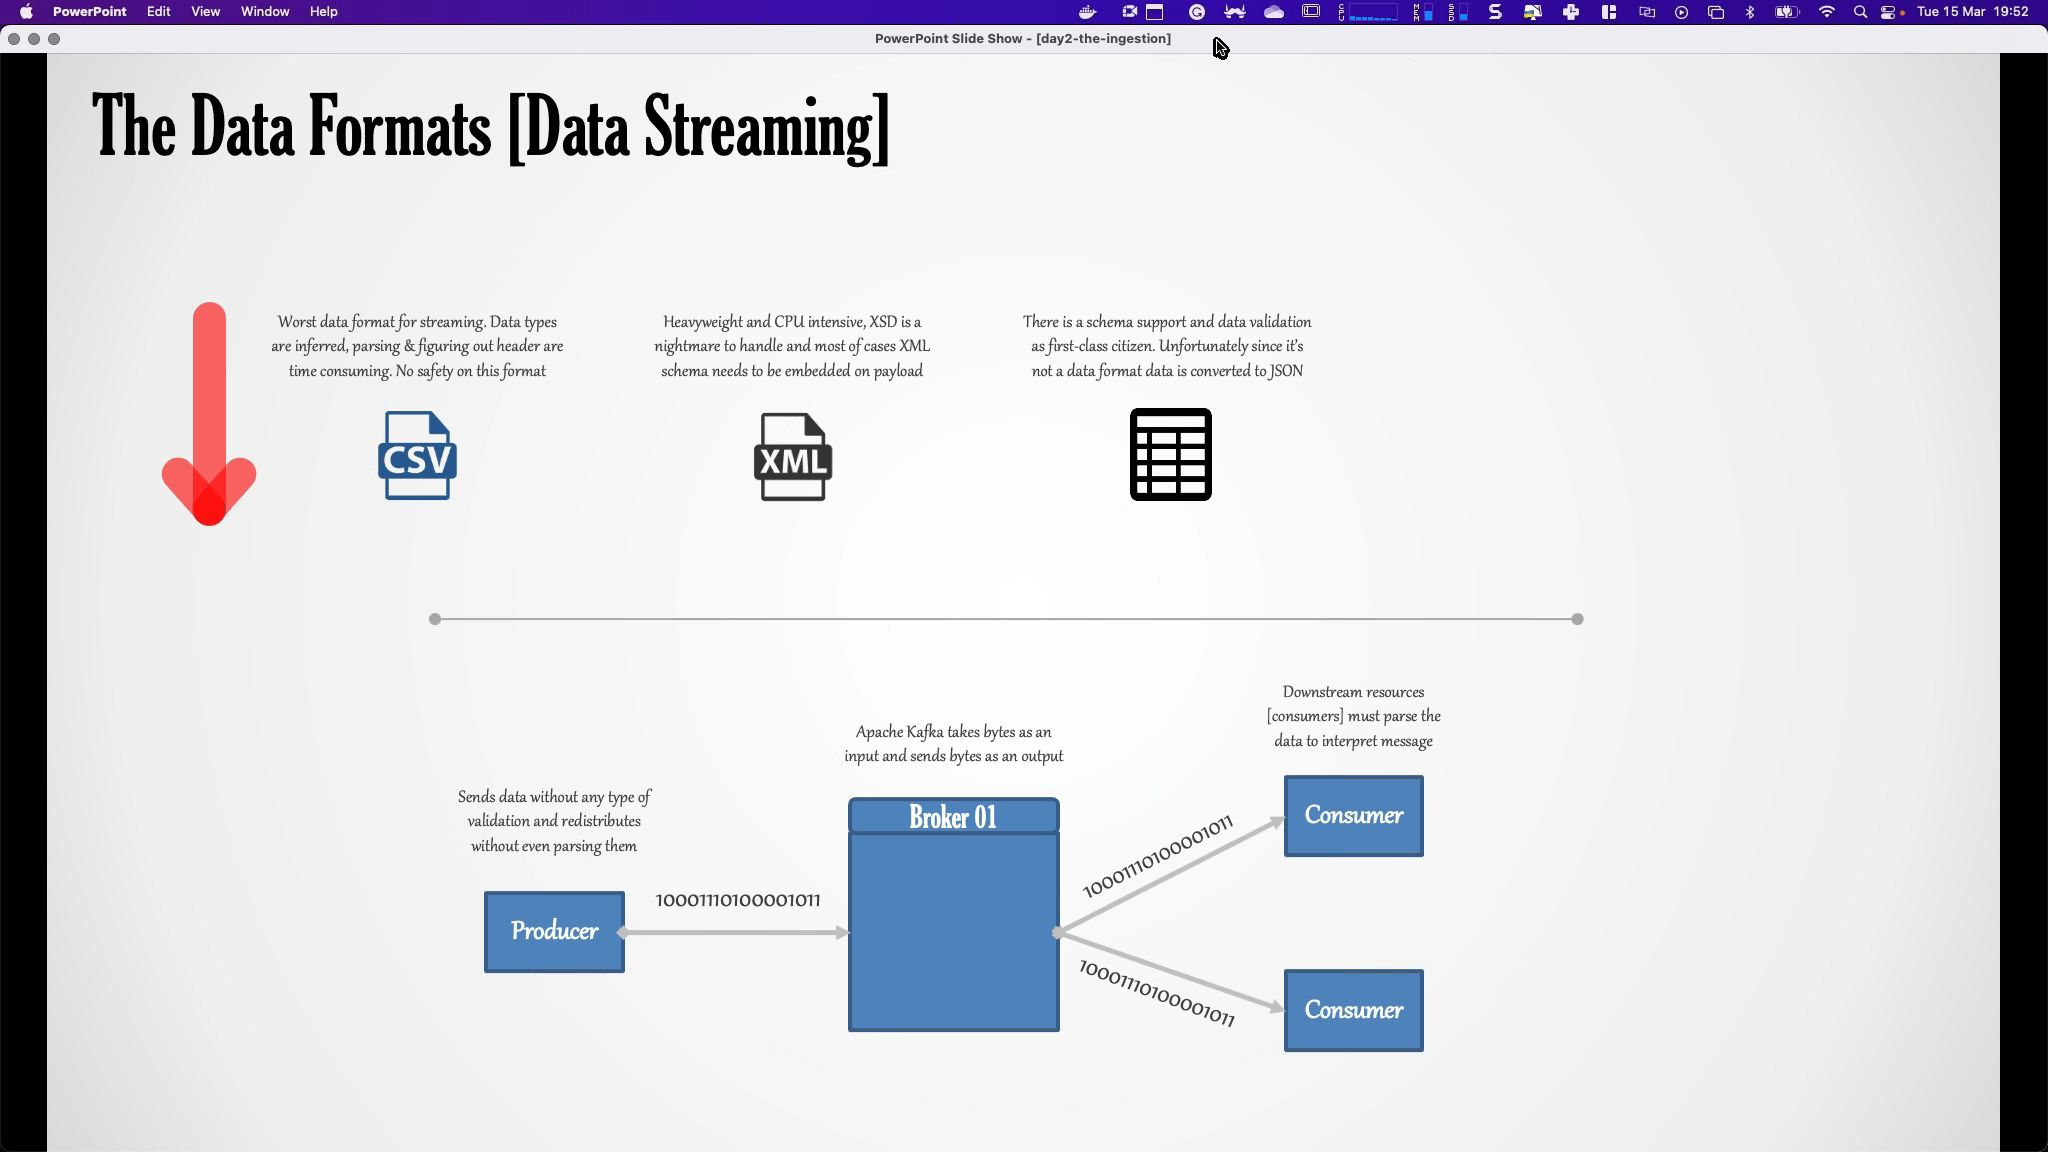 PowerPoint Edit View Window Help
Tue 15 Mar 19:52
PowerPoint Slide Show - [day2-the-ingestion]
The Data Formats [Data Streaming]
Worst data format for streaming. Data types
are inferred, parsing & figuring out header are
time consuming. No safety on this format
CSV
Heavyweight and CPU intensive, XSD is a
nightmare to handle and most of cases XML
schema needs to be embedded on payload
XML
There is a schema support and data validation
as first-class citizen. Unfortunately since it's
not a data format data is converted to JSON
Sends data without any type of
validation and redistributes
without even parsing them
Producer
10001110100001011
Apache Kafka takes bytes as an
input and sends bytes as an output
Broker 01
10001110100001011
10001110100001011
Downstream resources
[consumers] must parse the
data to interpret message
Consumer
Consumer